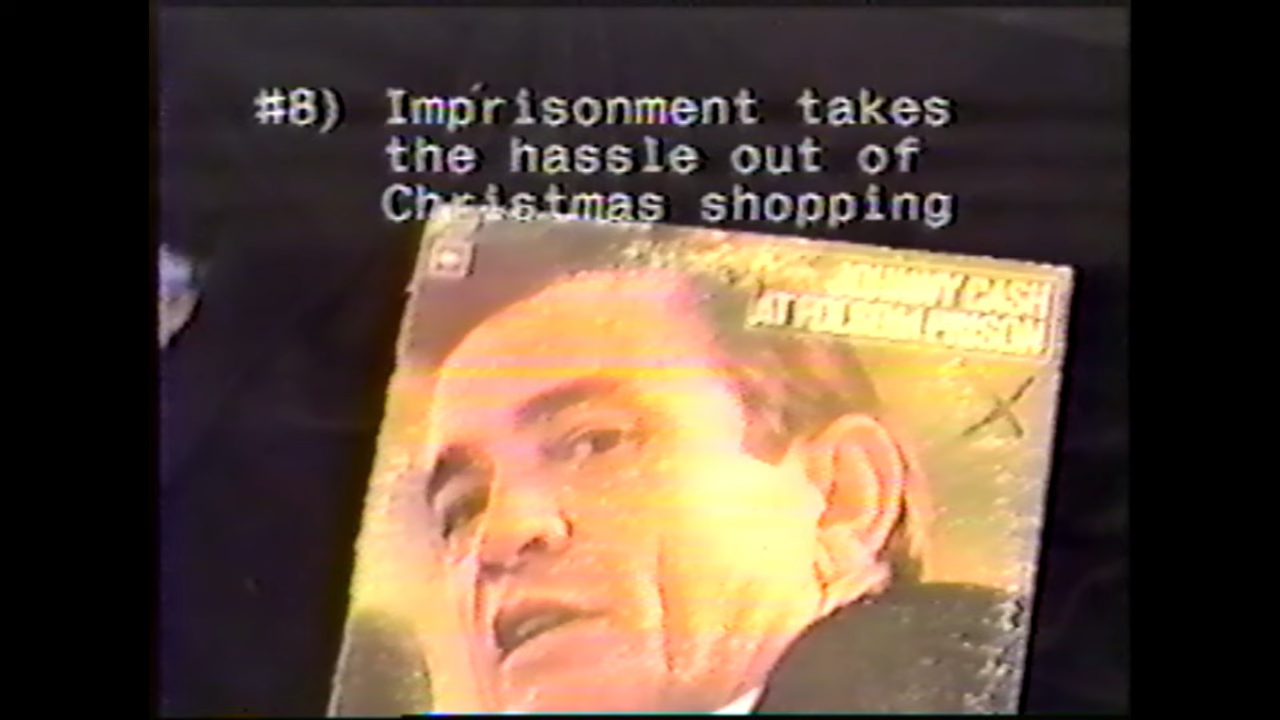 #8) Imprisonment takes
the hassle out of
Christmas shopping
JOHNNY CASH
AT FOLSOM PRISON